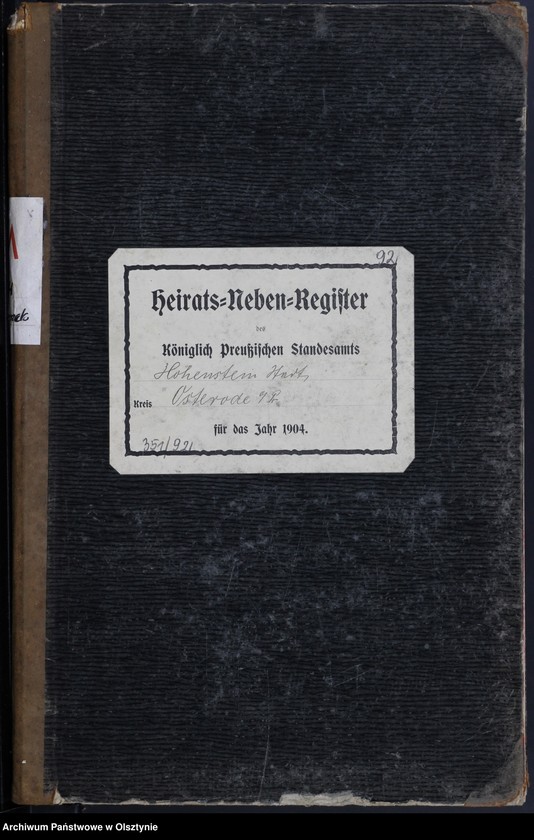 92
Heirats=Neben=Register
des
Königlich Preußischen Standesamts
Hohenstein Stadt
Kreis Osterode
für das Jahr 1904.
351/92
Archiwum Państwowe w Olsztynie